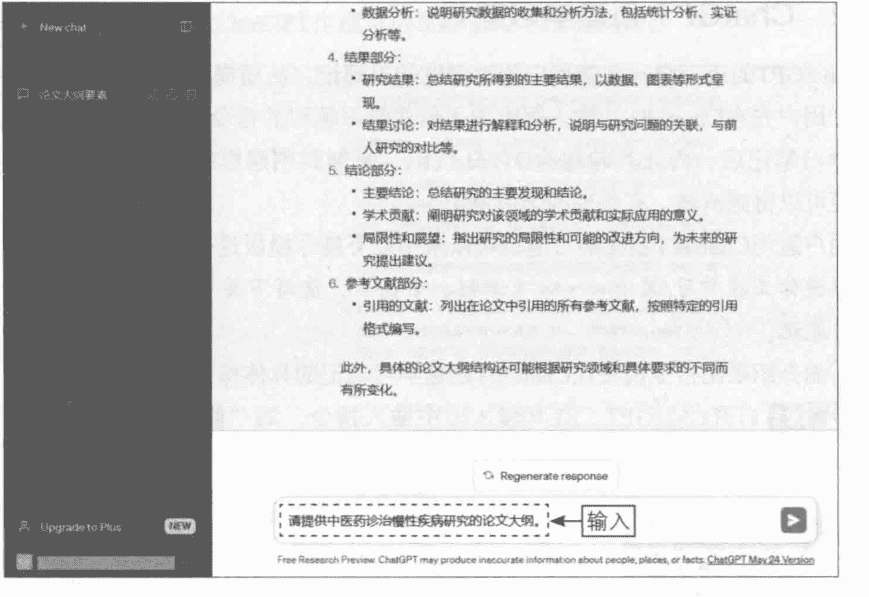 New chat
论文大纲要素
• 数据分析：说明研究数据的收集和分析方法，包括统计分析、实证
分析等。
4. 结果部分：
• 研究结果：总结研究所得到的主要结果，以数据、图表等形式呈
现。
• 结果讨论：对结果进行解释和分析，说明与研究问题的关联，与前
人研究的对比等。
5. 结论部分：
• 主要结论：总结研究的主要发现和结论。
• 学术贡献：阐明研究对该领域的学术贡献和实际应用的意义。
• 局限性和展望：指出研究的局限性和可能的改进方向，为未来的研
究提出建议。
6. 参考文献部分：
• 引用的文献：列出在论文中引用的所有参考文献，按照特定的引用
格式编写。
此外，具体的论文大纲结构还可能根据研究领域和具体要求的不同而
有所变化。
Regenerate response
请提供中医药诊治慢性疾病研究的论文大纲。
输入
Upgrade to Plus
NEW
Free Research Preview. ChatGPT may produce inaccurate information about people, places, or facts. ChatGPT May 24 Version